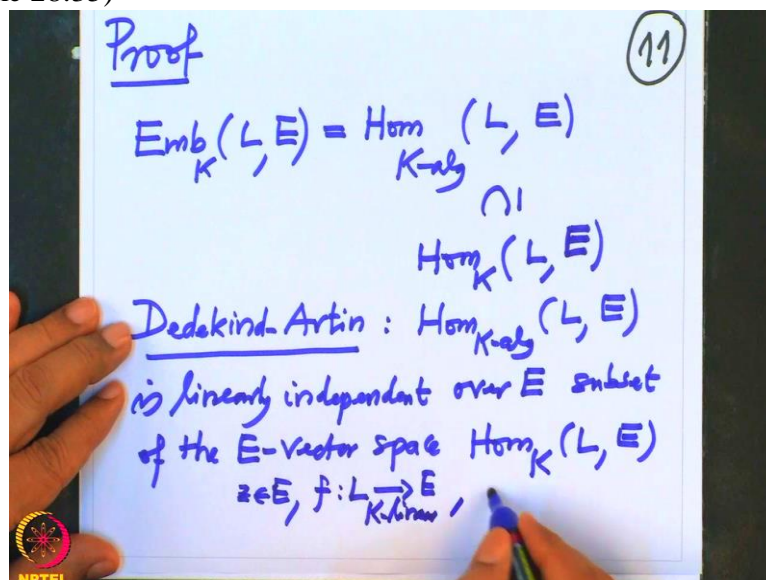 Proof
11
Emb_K (L, E) = Hom_{K-alg} (L, E)
∩|
Hom_K (L, E)
Dedekind-Artin : Hom_{K-alg} (L, E)
is linearly independent over E subset
of the E-Vector space Hom_K (L, E)
z∈E, f : L ⟶_{K-linear} E ,
NPTEL